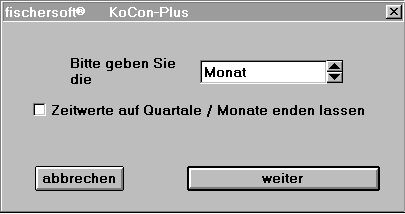 fischersoft® KoCon-Plus
Bitte geben Sie
die
Monat
Zeitwerte auf Quartale / Monate enden lassen
abbrechen weiter